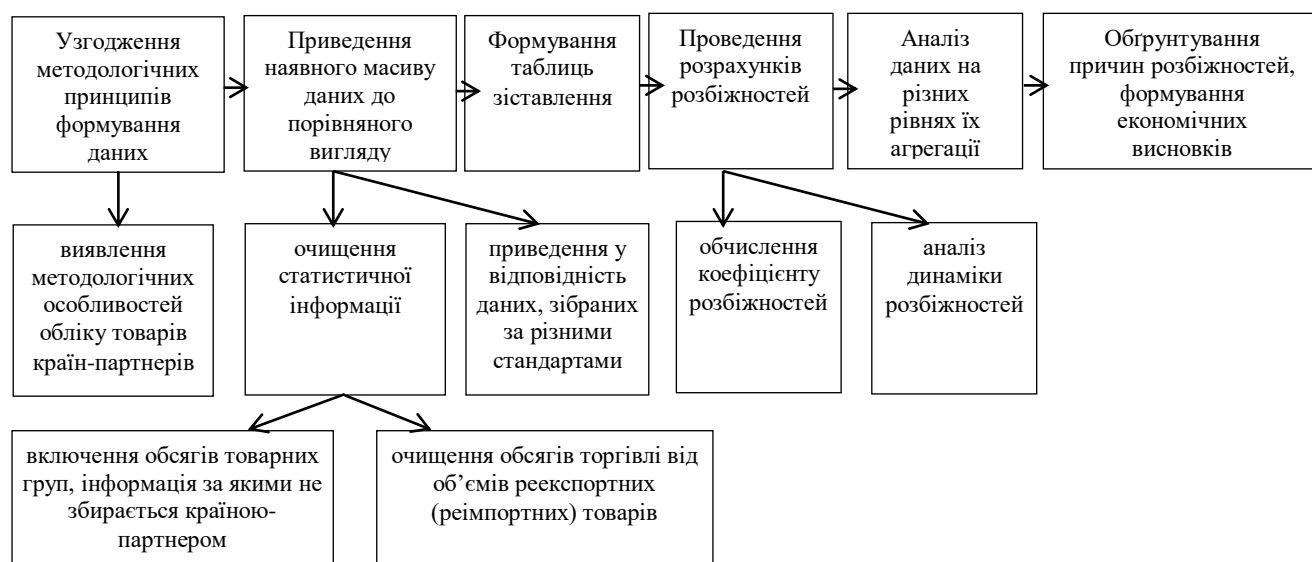 Узгодження
методологічних
принципів
формування
даних
Приведення
наявного масиву
даних до
порівняного
вигляду
Формування
таблиць
зіставлення
Проведення
розрахунків
розбіжностей
Аналіз
даних на
різних
рівнях їх
агрегації
Обґрунтування
причин розбіжностей,
формування
економічних
висновків
виявлення
методологічних
особливостей
обліку товарів
країн-партнерів
очищення
статистичної
інформації
приведення у
відповідність
даних, зібраних
за різними
стандартами
обчислення
коефіцієнту
розбіжностей
аналіз
динаміки
розбіжностей
включення обсягів товарних
груп, інформація за якими не
збирається країною-
партнером
очищення обсягів торгівлі від
об’ємів реекспортних
(реімпортних) товарів